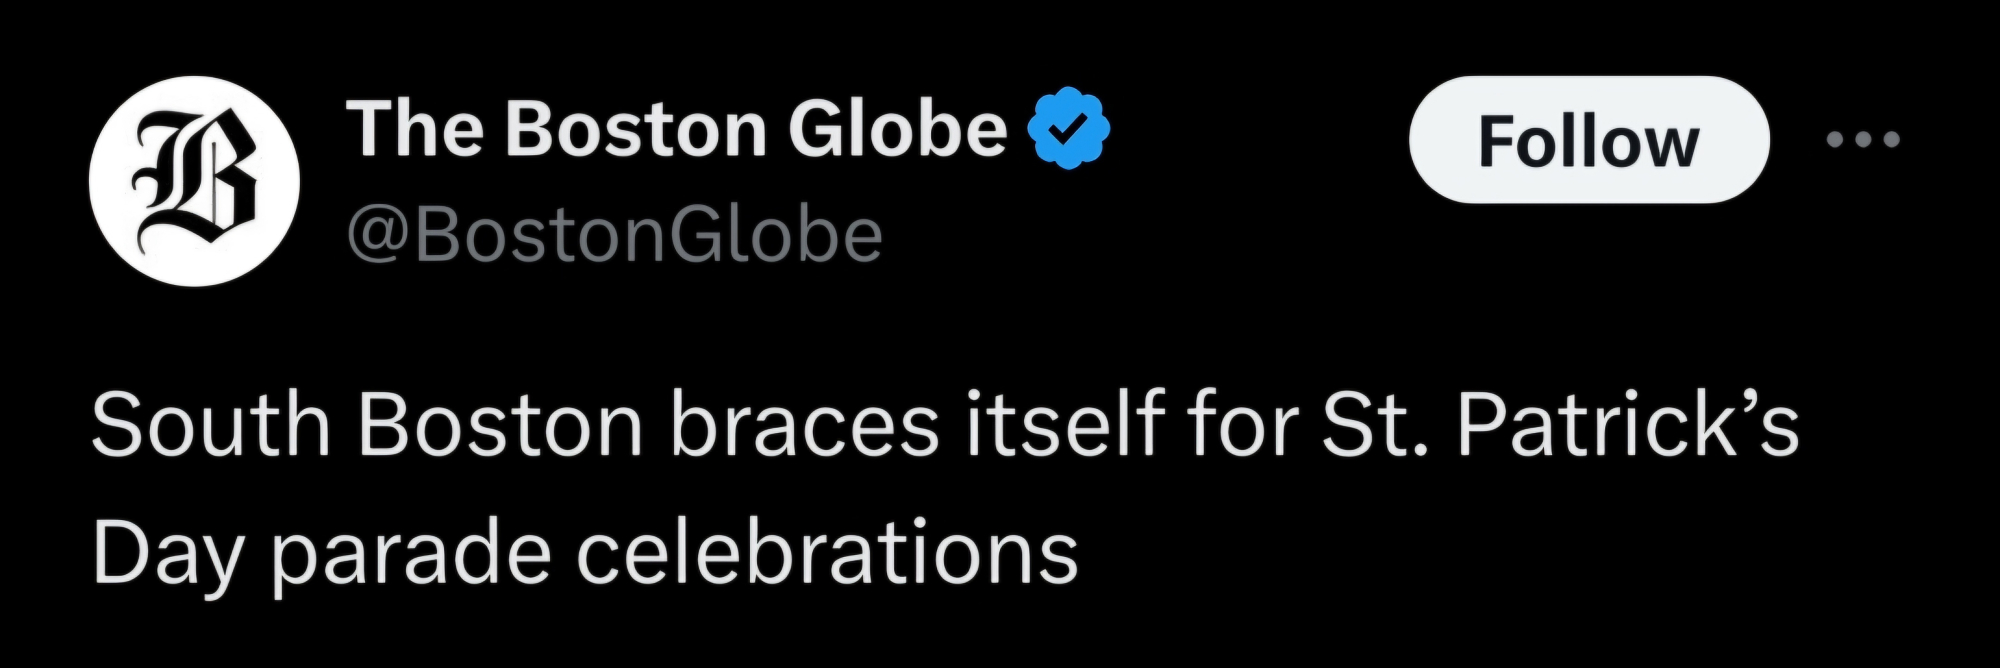 The Boston Globe
Follow
@BostonGlobe
South Boston braces itself for St. Patrick’s
Day parade celebrations